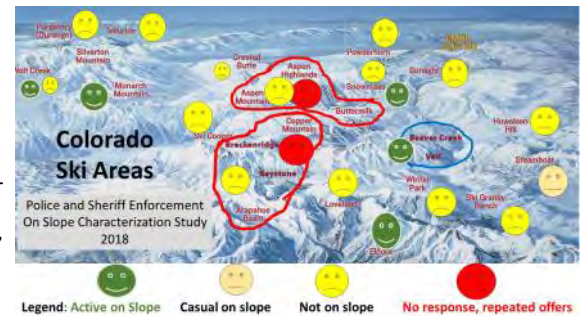 Purgatory
(Durango)
Telluride
Silverton
Mountain
Wolf Creek
Monarch
Mountain
Crested
Butte
Aspen
Highlands
Aspen
Mountain
Buttermilk
Snowmass
Powderhorn
Sunlight
Ski Cooper
Copper
Mountain
Breckenridge
Keystone
Arapahoe
Basin
Loveland
Beaver Creek
Vail
Howelsen
Hill
Steamboat
Winter
Park
Ski Granby
Ranch
Eldora
Colorado
Ski Areas
Police and Sheriff Enforcement
On Slope Characterization Study
2018
Legend: Active on Slope
Casual on slope
Not on slope
No response, repeated offers